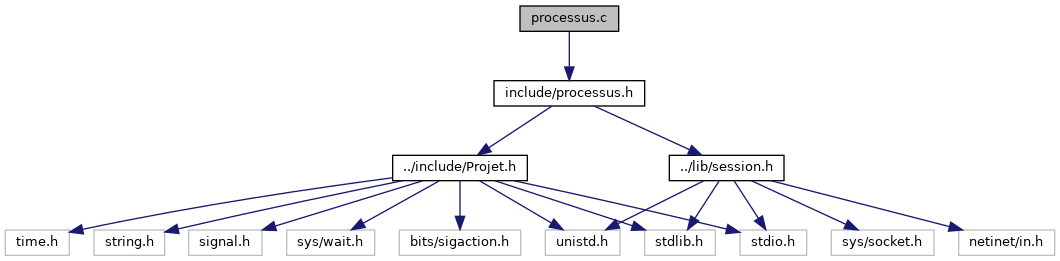 processus.c
include/processus.h
../include/Projet.h
../lib/session.h
time.h
string.h
signal.h
sys/wait.h
bits/sigaction.h
unistd.h
stdlib.h
stdio.h
sys/socket.h
netinet/in.h